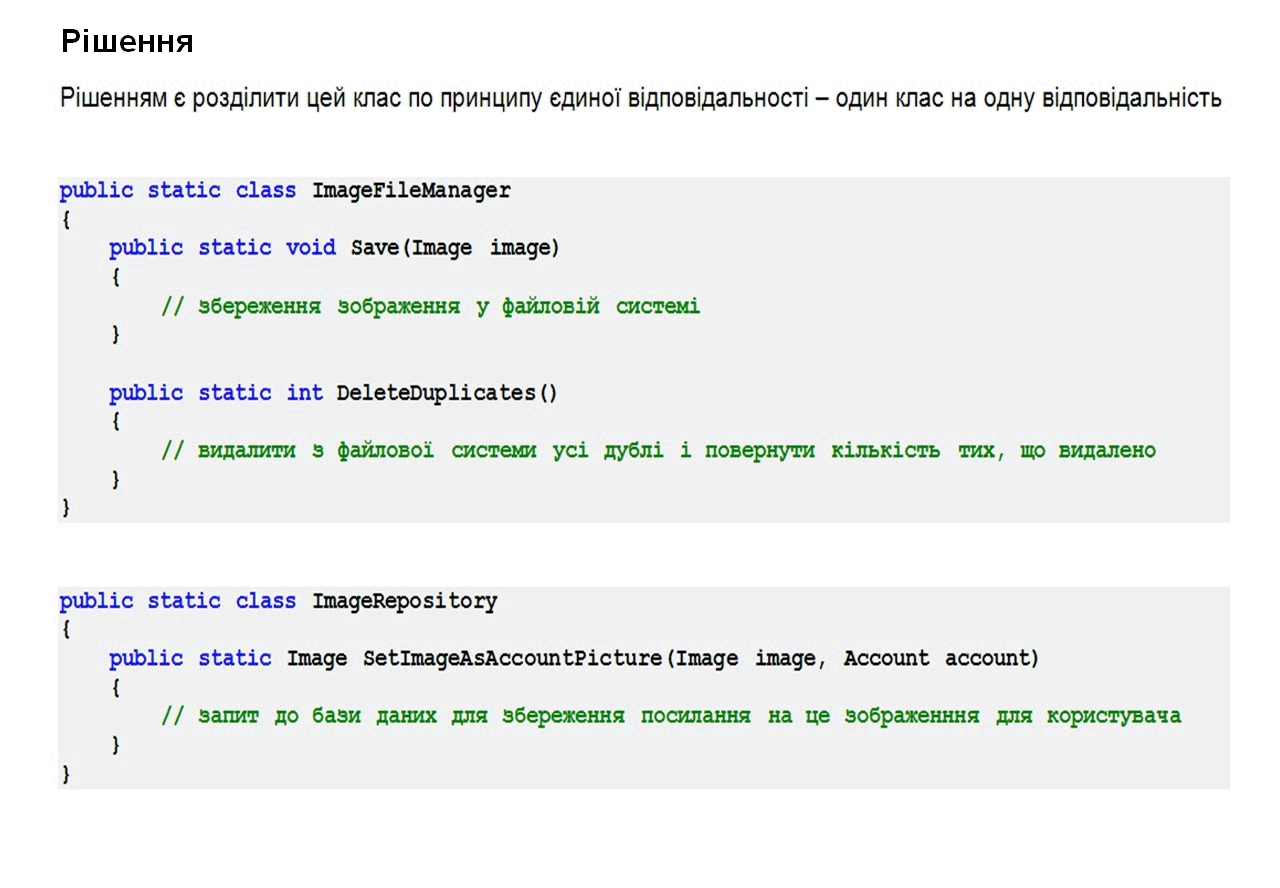 Рішення
Рішенням є розділити цей клас по принципу єдиної відповідальності – один клас на одну відповідальність
public static class ImageFileManager
{
    public static void Save(Image image)
    {
        // збереження зображення у файловій системі
    }
    public static int DeleteDuplicates()
    {
        // видалити з файлової системи усі дублі і повернути кількість тих, що видалено
    }
}
public static class ImageRepository
{
    public static Image SetImageAsAccountPicture(Image image, Account account)
    {
        // запит до бази даних для збереження посилання на це зображенння для користувача
    }
}